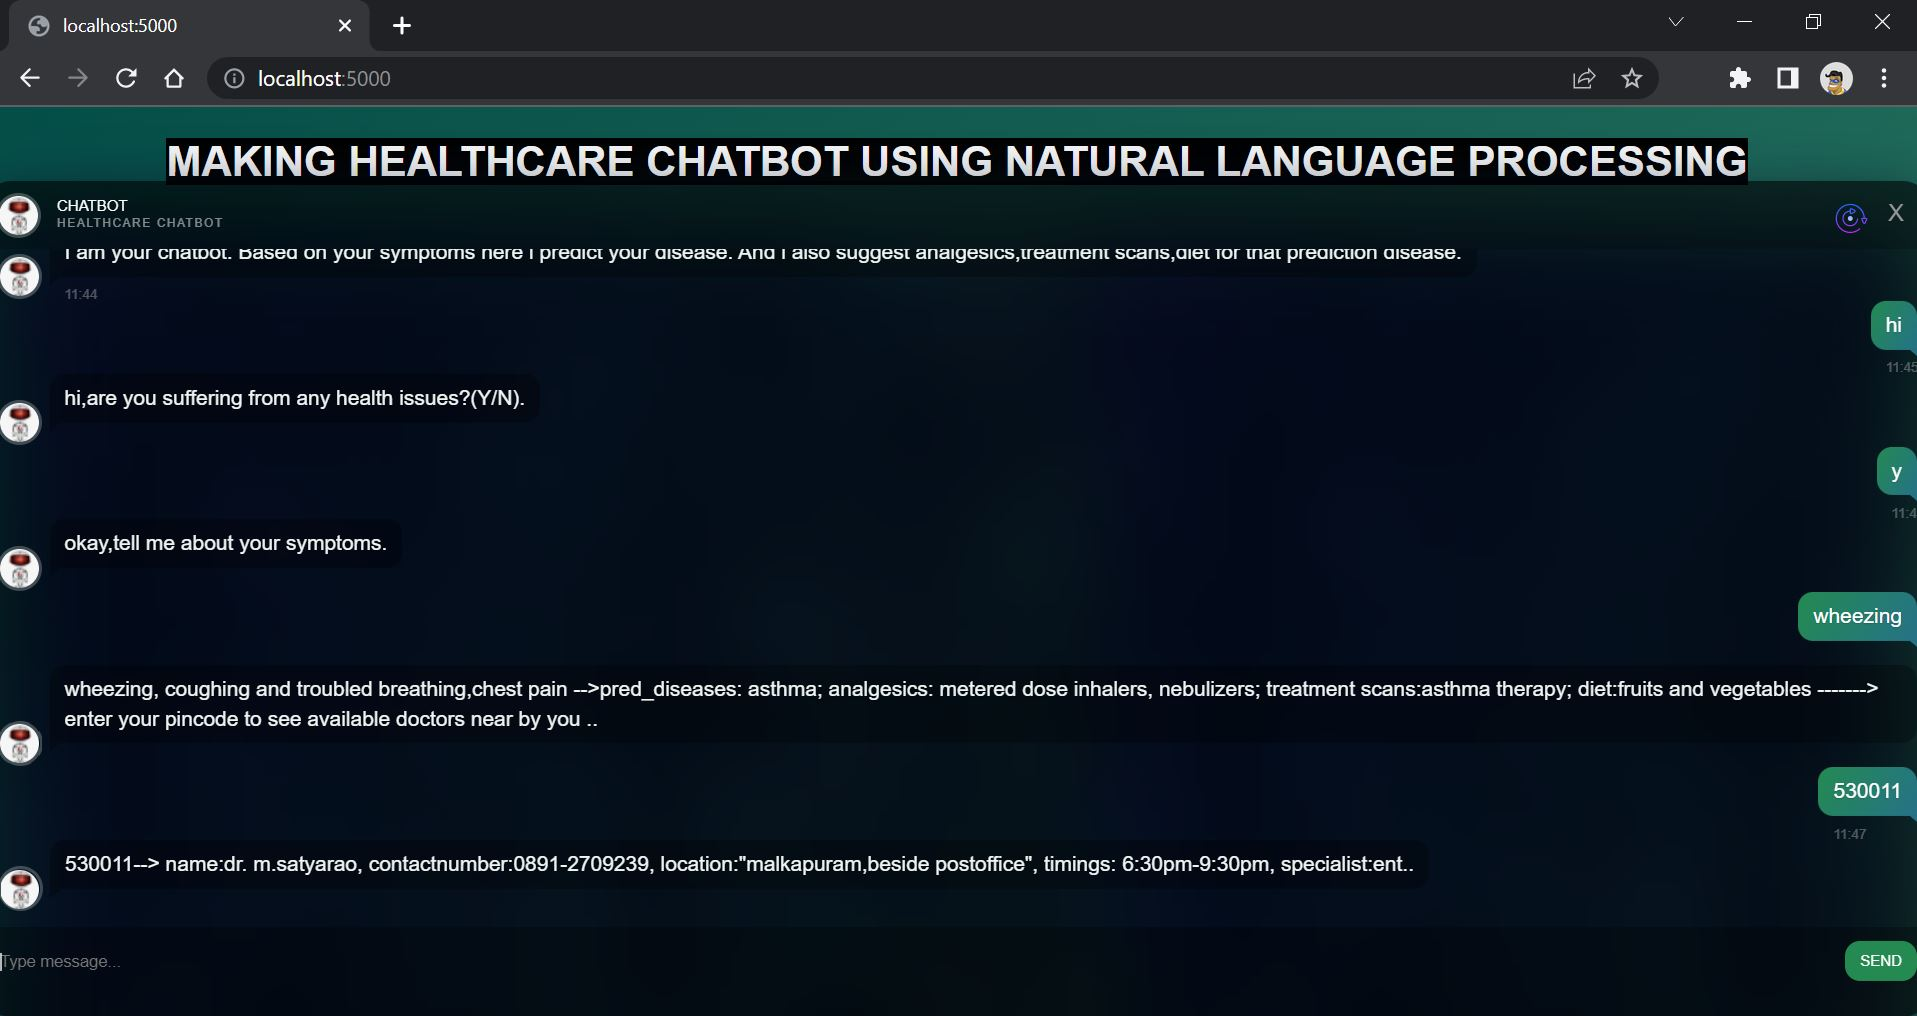 localhost:5000
localhost:5000
MAKING HEALTHCARE CHATBOT USING NATURAL LANGUAGE PROCESSING
CHATBOT
HEALTHCARE CHATBOT
X
I am your chatbot. Based on your symptoms here I predict your disease. And I also suggest analgesics,treatment scans,diet for that prediction disease.
11:44
hi
11:45
hi,are you suffering from any health issues?(Y/N).
y
11:4
okay,tell me about your symptoms.
wheezing
wheezing, coughing and troubled breathing,chest pain -->pred_diseases: asthma; analgesics: metered dose inhalers, nebulizers; treatment scans:asthma therapy; diet:fruits and vegetables ------->
enter your pincode to see available doctors near by you ..
530011
11:47
530011--> name:dr. m.satyarao, contactnumber:0891-2709239, location:"malkapuram,beside postoffice", timings: 6:30pm-9:30pm, specialist:ent..
Type message...
SEND